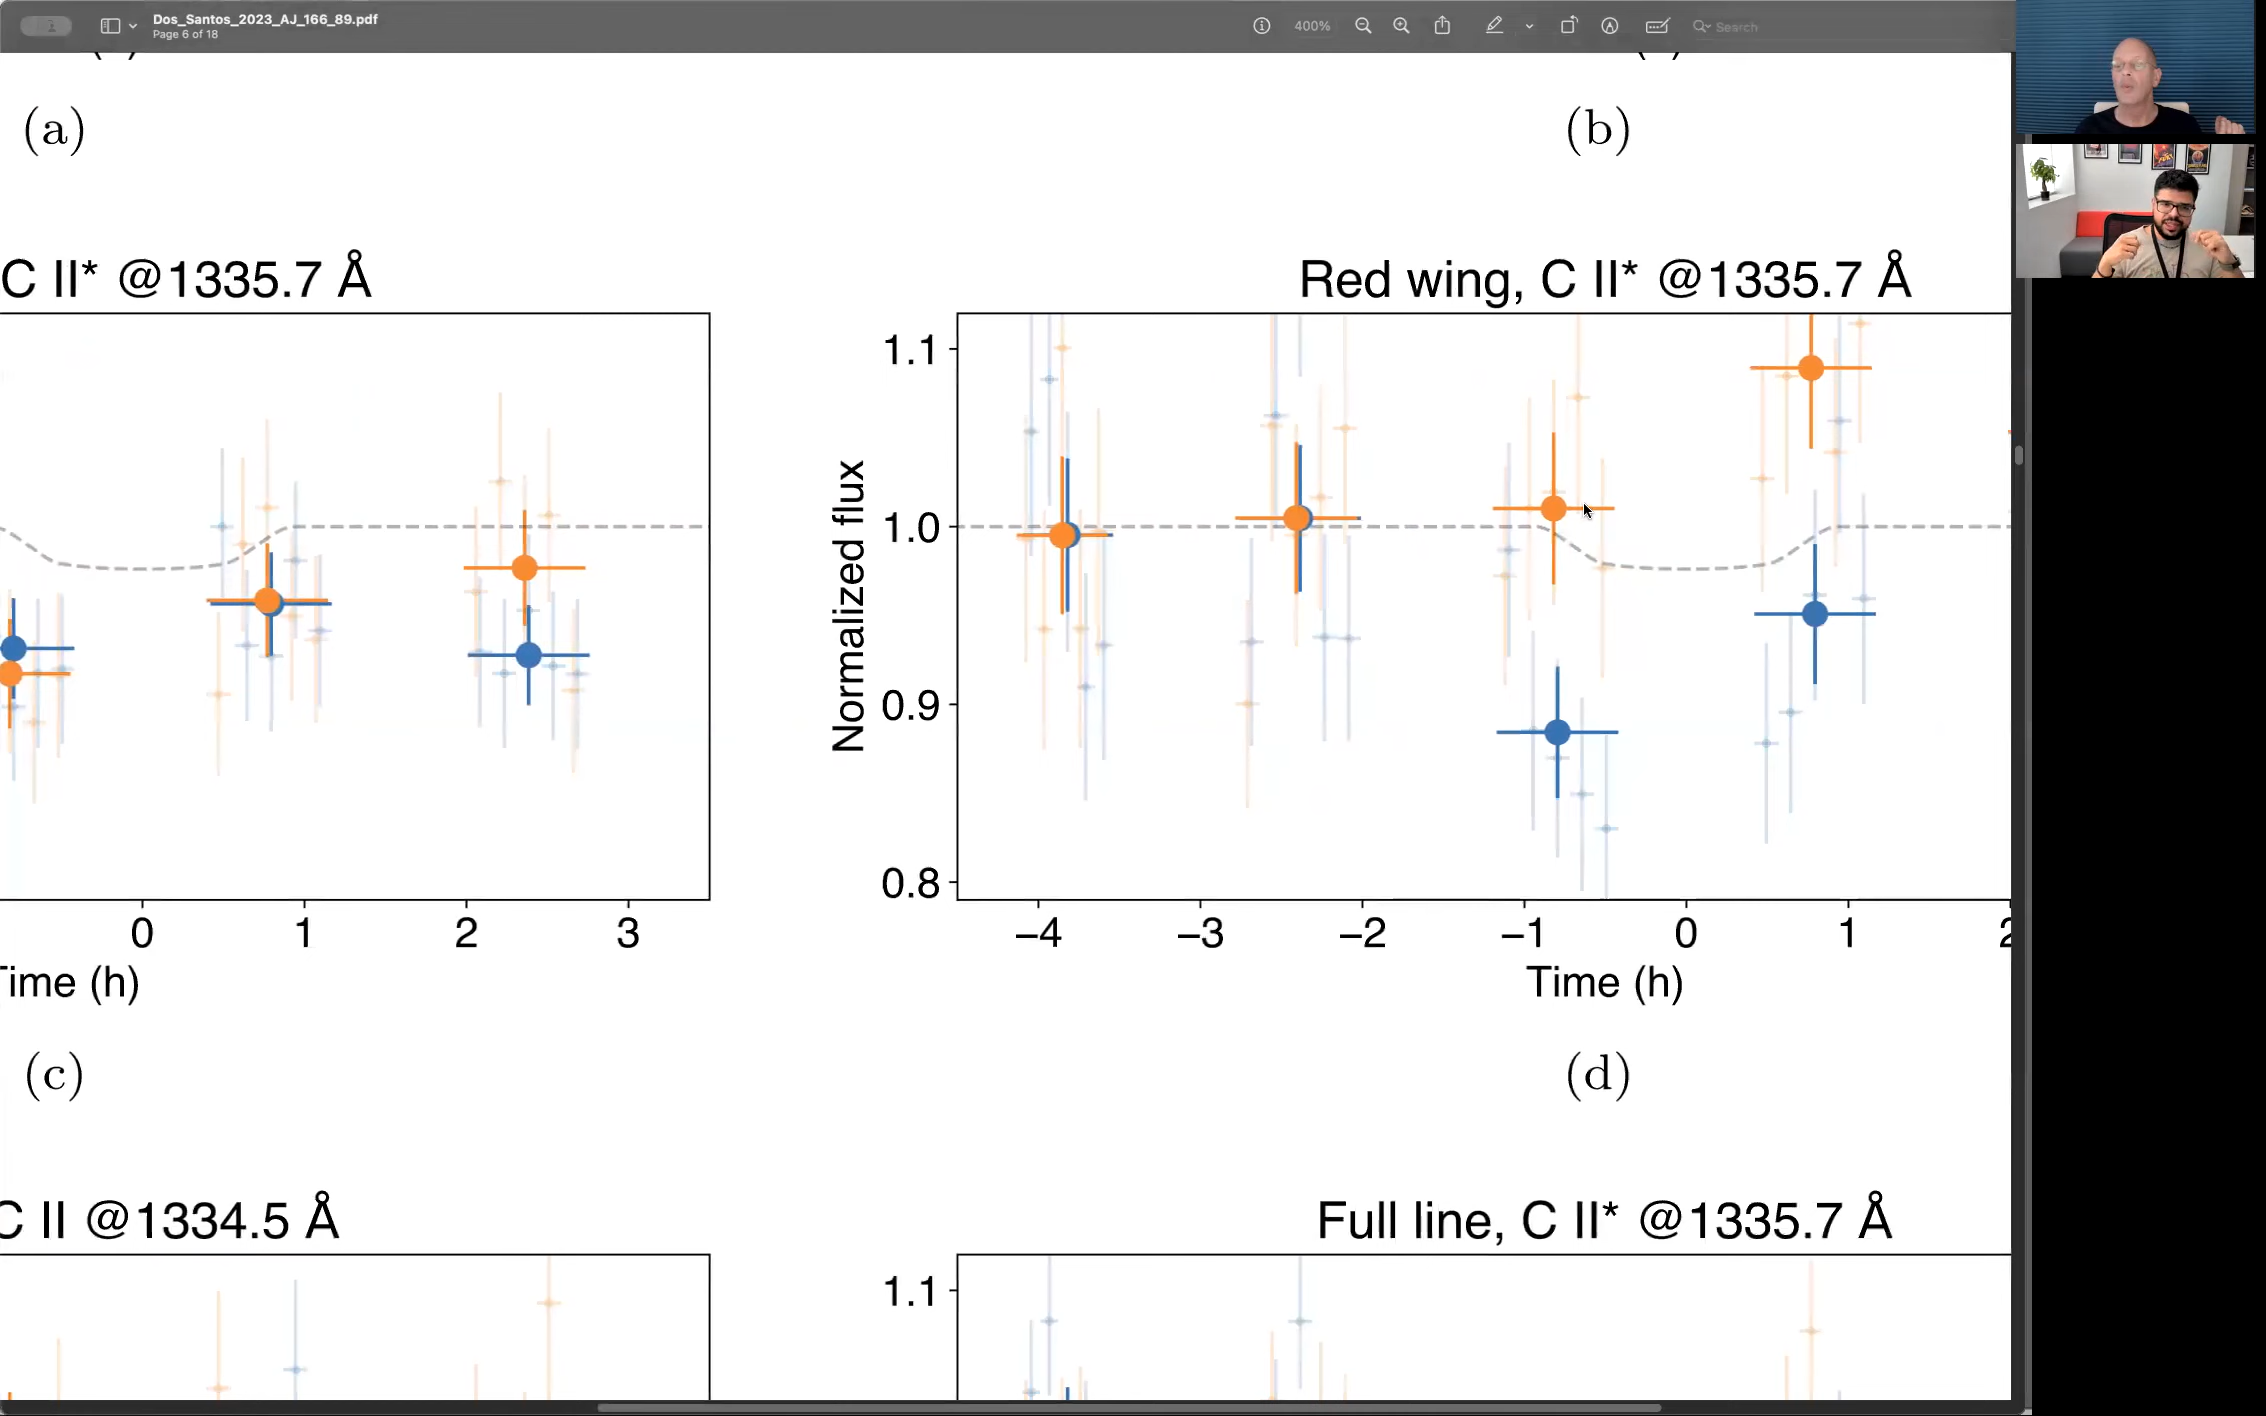 Dos_Santos_2023_AJ_166_89.pdf
Page 6 of 18
400%
Search
(a)
(b)
C II* @1335.7 Å
Red wing, C II* @1335.7 Å
Normalized flux
1.1
1.0
0.9
0.8
0 1 2 3
−4 −3 −2 −1 0 1 2
Time (h)
Time (h)
(c)
(d)
C II @1334.5 Å
Full line, C II* @1335.7 Å
1.1